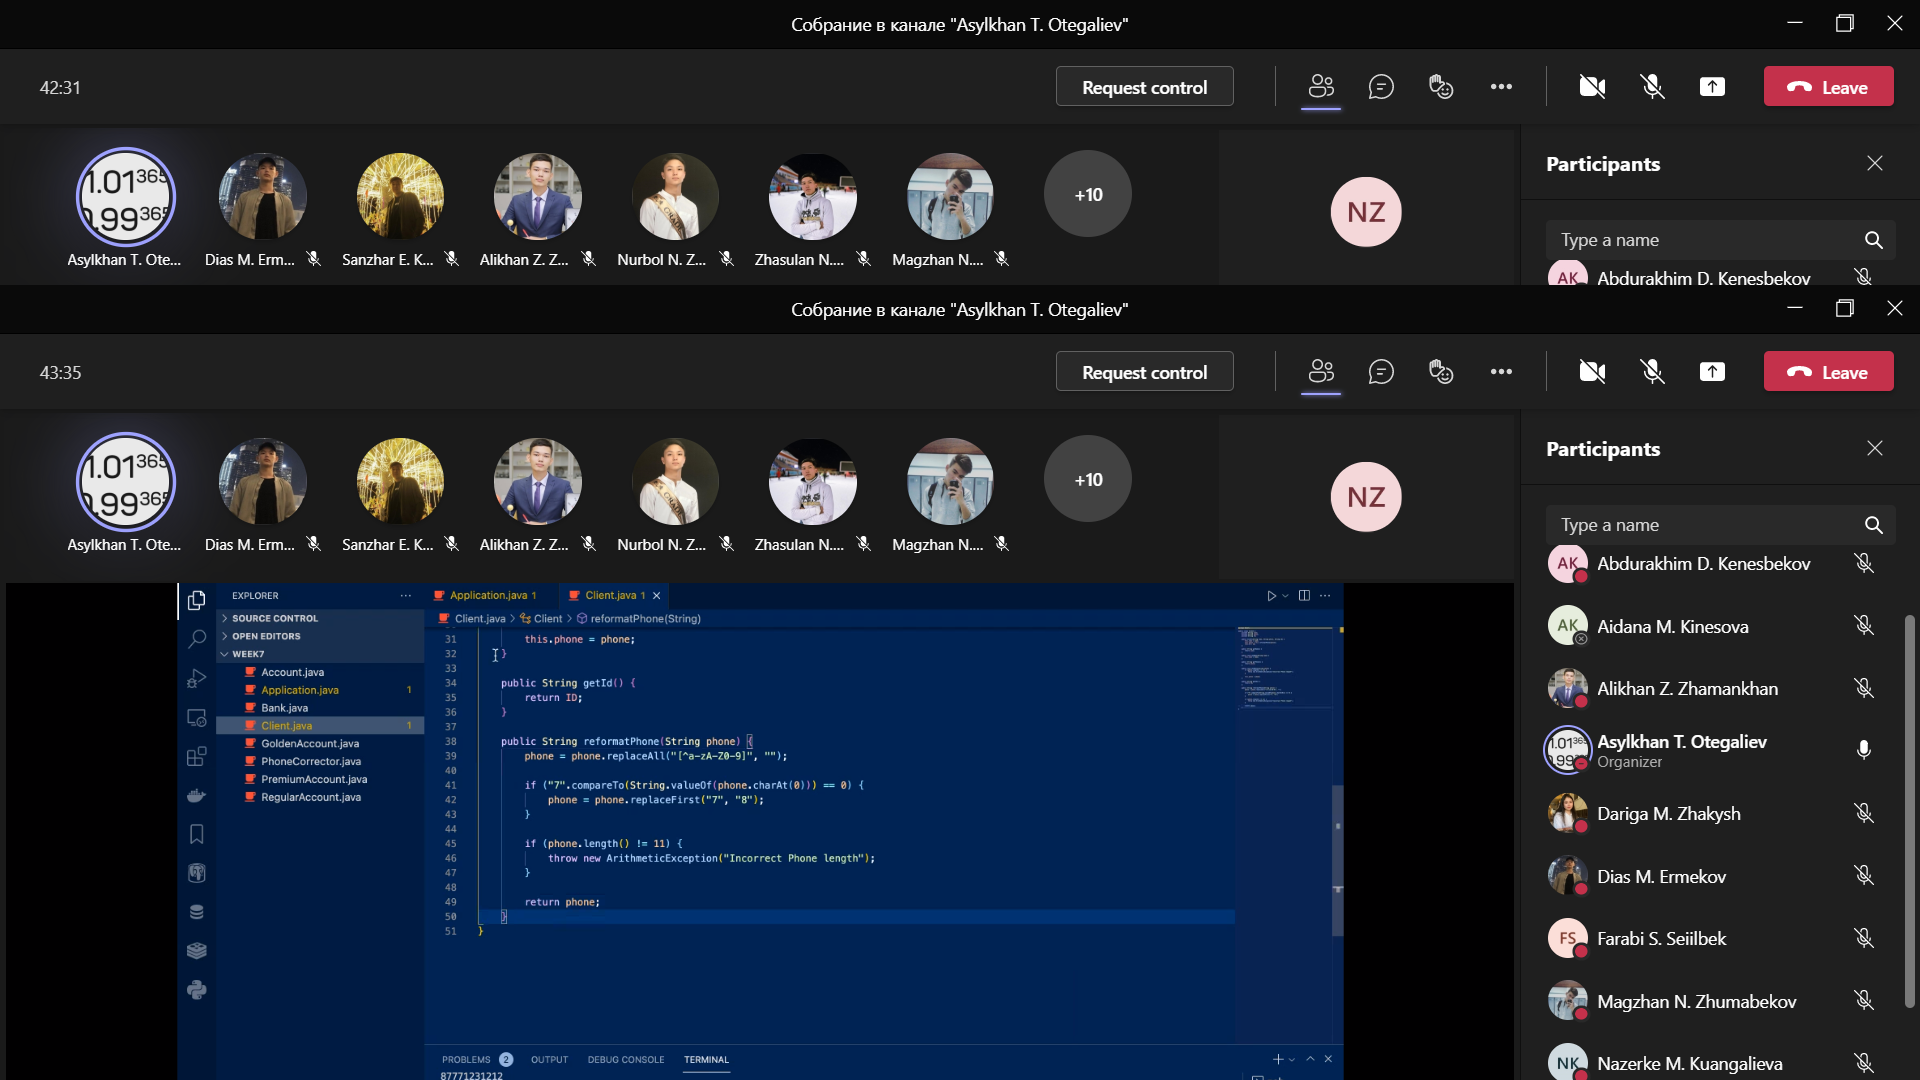 Собрание в канале "Asylkhan T. Otegaliev"
42:31
Request control
Leave
1.01365
0.99365
Asylkhan T. Ote...
Dias M. Erm...
Sanzhar E. K...
Alikhan Z. Z...
Nurbol N. Z...
Zhasulan N....
Magzhan N....
+10
NZ
Participants
Type a name
AK Abdurakhim D. Kenesbekov
Собрание в канале "Asylkhan T. Otegaliev"
43:35
Request control
Leave
1.01365
0.99365
Asylkhan T. Ote...
Dias M. Erm...
Sanzhar E. K...
Alikhan Z. Z...
Nurbol N. Z...
Zhasulan N....
Magzhan N....
+10
NZ
EXPLORER
SOURCE CONTROL
OPEN EDITORS
WEEK7
Account.java
Application.java 1
Bank.java
Client.java 1
GoldenAccount.java
PhoneCorrector.java
PremiumAccount.java
RegularAccount.java
Application.java 1
Client.java 1
Client.java > Client > reformatPhone(String)
31 this.phone = phone;
32 }
33
34 public String getId() {
35 return ID;
36 }
37
38 public String reformatPhone(String phone) {
39 phone = phone.replaceAll("[^a-zA-Z0-9]", "");
40
41 if ("7".compareTo(String.valueOf(phone.charAt(0))) == 0) {
42 phone = phone.replaceFirst("7", "8");
43 }
44
45 if (phone.length() != 11) {
46 throw new ArithmeticException("Incorrect Phone length");
47 }
48
49 return phone;
50 }
51 }
PROBLEMS 2 OUTPUT DEBUG CONSOLE TERMINAL
87771231212
Participants
Type a name
AK Abdurakhim D. Kenesbekov
AK Aidana M. Kinesova
Alikhan Z. Zhamankhan
Asylkhan T. Otegaliev
Organizer
Dariga M. Zhakysh
Dias M. Ermekov
FS Farabi S. Seiilbek
Magzhan N. Zhumabekov
NK Nazerke M. Kuangalieva